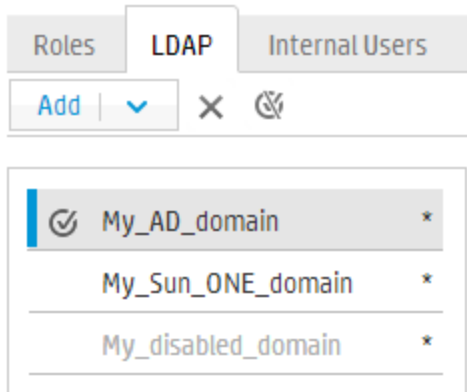 Roles LDAP Internal Users
Add
My_AD_domain *
My_Sun_ONE_domain *
My_disabled_domain *